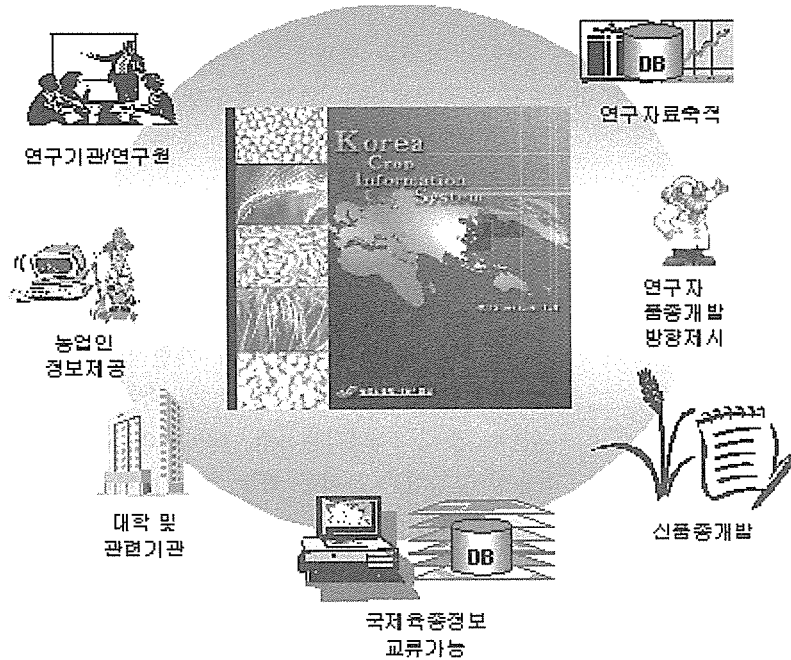 연구기관/연구원
DB
연구자료축적
Korea
Crop
Information
System
연구자
품종개발
방향제시
농업인
정보제공
대학 및
관련기관
신품종개발
DB
국제육종정보
교류가능